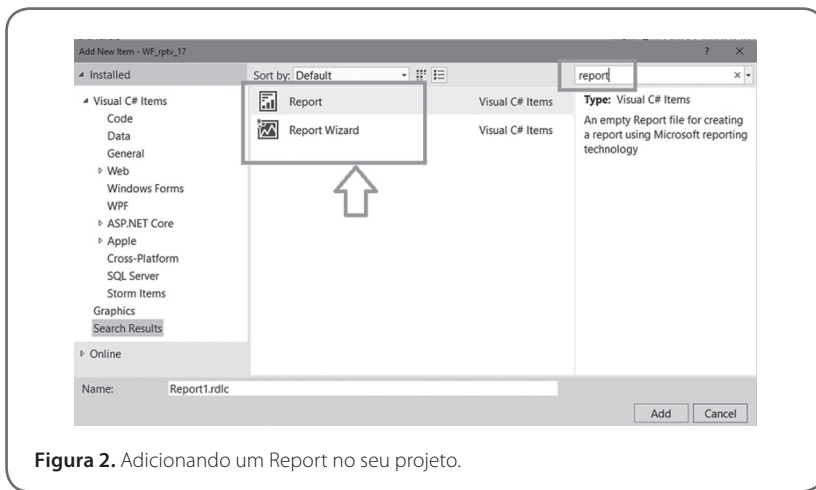 Add New Item - WF_rptv_17
? ×
Installed
Sort by: Default
report
Visual C# Items
Code
Data
General
Web
Windows Forms
WPF
ASP.NET Core
Apple
Cross-Platform
SQL Server
Storm Items
Graphics
Search Results
Online
Report Visual C# Items
Report Wizard Visual C# Items
Type: Visual C# Items
An empty Report file for creating
a report using Microsoft reporting
technology
Name: Report1.rdlc
Add Cancel
Figura 2. Adicionando um Report no seu projeto.